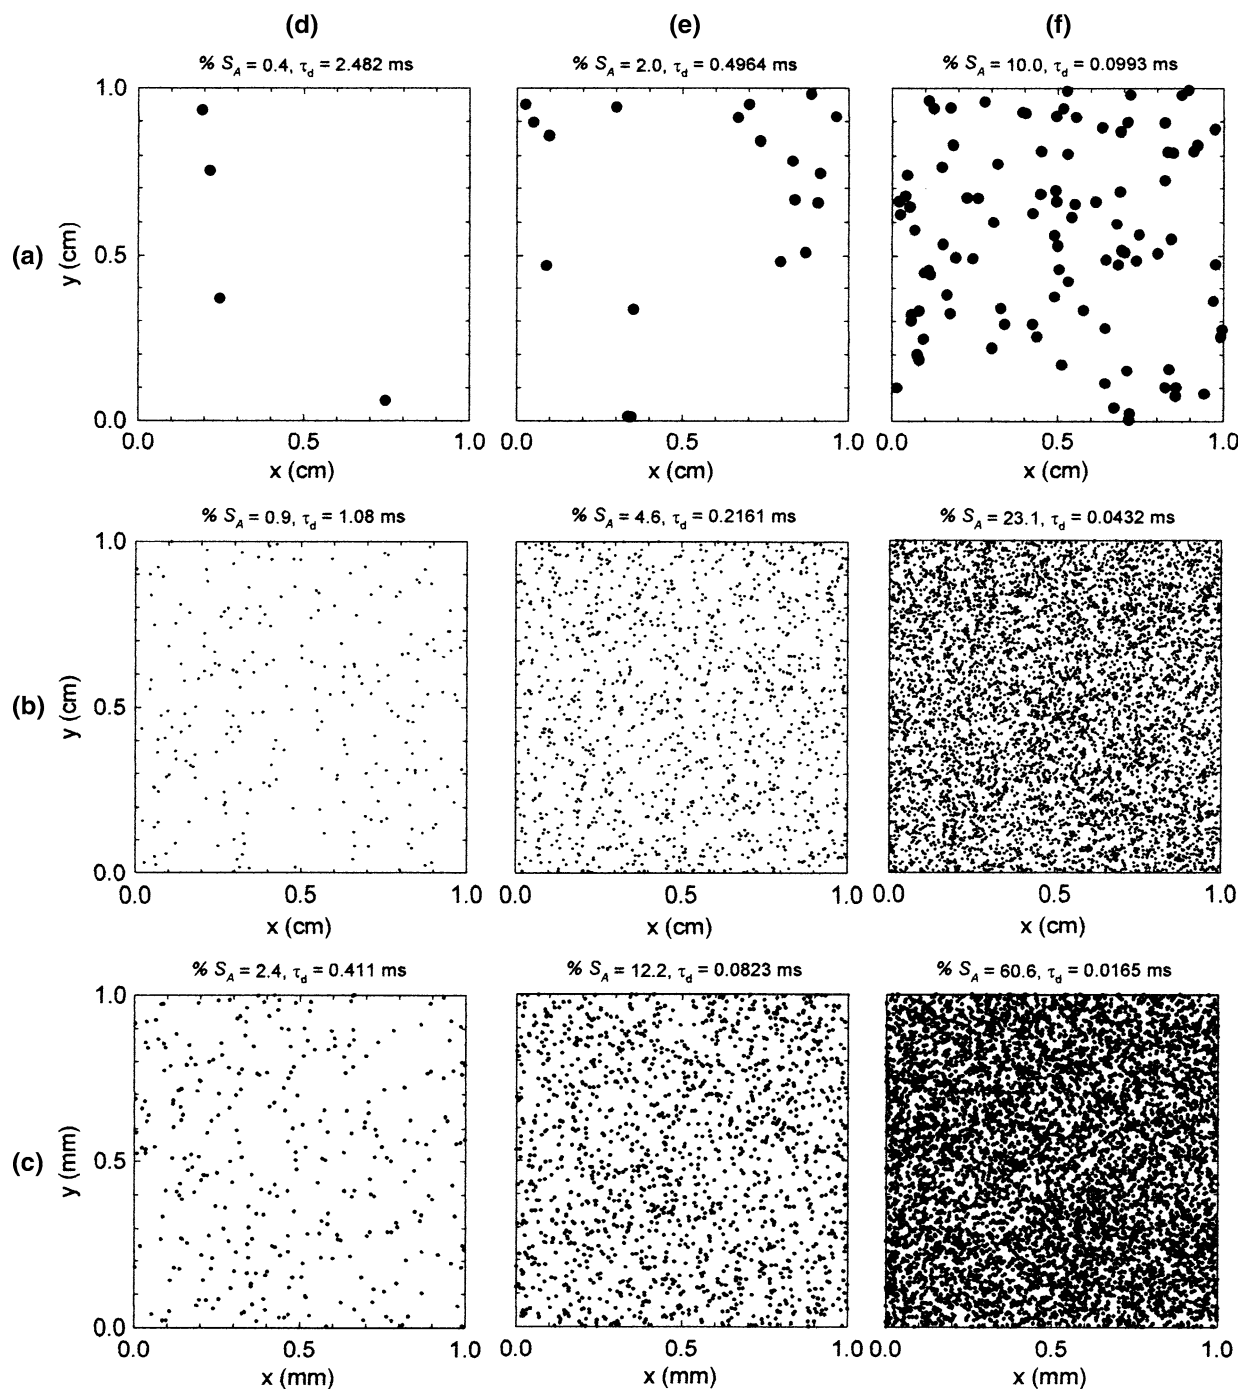 (d) (e) (f)
% S_A = 0.4, τ_d = 2.482 ms % S_A = 2.0, τ_d = 0.4964 ms % S_A = 10.0, τ_d = 0.0993 ms
1.0
(a) y (cm) 0.5
0.0
0.0 0.5 1.0 0.0 0.5 1.0 0.0 0.5 1.0
x (cm) x (cm) x (cm)
% S_A = 0.9, τ_d = 1.08 ms % S_A = 4.6, τ_d = 0.2161 ms % S_A = 23.1, τ_d = 0.0432 ms
1.0
(b) y (cm) 0.5
0.0
0.0 0.5 1.0 0.0 0.5 1.0 0.0 0.5 1.0
x (cm) x (cm) x (cm)
% S_A = 2.4, τ_d = 0.411 ms % S_A = 12.2, τ_d = 0.0823 ms % S_A = 60.6, τ_d = 0.0165 ms
1.0
(c) y (mm) 0.5
0.0
0.0 0.5 1.0 0.0 0.5 1.0 0.0 0.5 1.0
x (mm) x (mm) x (mm)